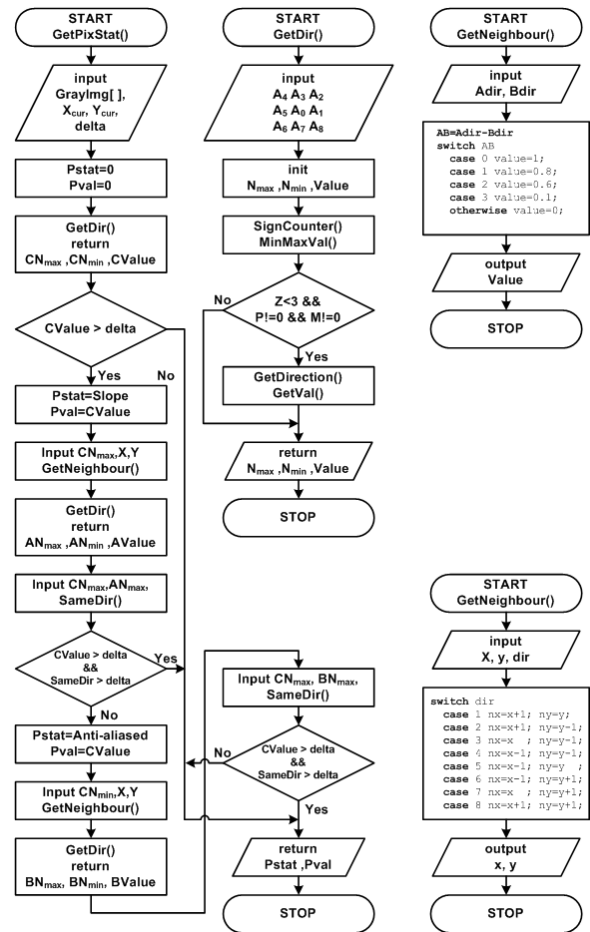 START
GetPixStat()
input
GrayImg[ ],
Xcur, Ycur,
delta
Pstat=0
Pval=0
GetDir()
return
CNmax ,CNmin ,CValue
CValue > delta
Yes
No
Pstat=Slope
Pval=CValue
Input CNmax,X,Y
GetNeighbour()
GetDir()
return
ANmax ,ANmin ,AValue
Input CNmax,ANmax,
SameDir()
CValue > delta
&&
SameDir > delta
Yes
No
Pstat=Anti-aliased
Pval=CValue
Input CNmin,X,Y
GetNeighbour()
GetDir()
return
BNmax, BNmin, BValue
START
GetDir()
input
A4 A3 A2
A5 A0 A1
A6 A7 A8
init
Nmax ,Nmin ,Value
SignCounter()
MinMaxVal()
No
Z<3 &&
P!=0 && M!=0
Yes
GetDirection()
GetVal()
return
Nmax ,Nmin ,Value
STOP
Input CNmax, BNmax,
SameDir()
No
CValue > delta
&&
SameDir > delta
Yes
return
Pstat ,Pval
STOP
START
GetNeighbour()
input
Adir, Bdir
AB=Adir-Bdir
switch AB
case 0 value=1;
case 1 value=0.8;
case 2 value=0.6;
case 3 value=0.1;
otherwise value=0;
output
Value
STOP
START
GetNeighbour()
input
X, y, dir
switch dir
case 1 nx=x+1; ny=y;
case 2 nx=x+1; ny=y-1;
case 3 nx=x ; ny=y-1;
case 4 nx=x-1; ny=y-1;
case 5 nx=x-1; ny=y ;
case 6 nx=x-1; ny=y+1;
case 7 nx=x ; ny=y+1;
case 8 nx=x+1; ny=y+1;
output
x, y
STOP